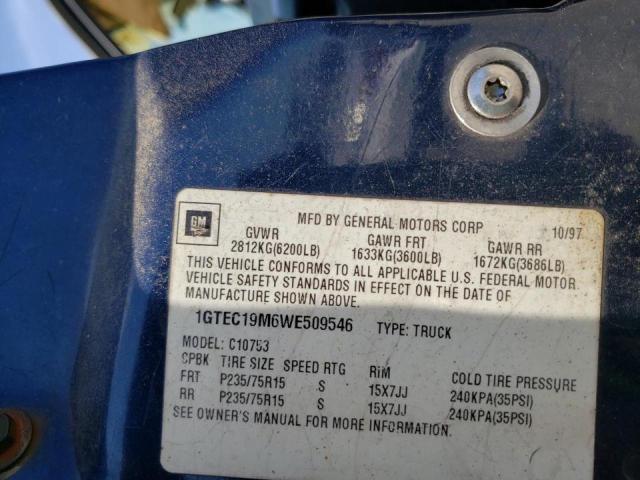 GM
MFD BY GENERAL MOTORS CORP 10/97
GVWR GAWR FRT GAWR RR
2812KG(6200LB) 1633KG(3600LB) 1672KG(3686LB)
THIS VEHICLE CONFORMS TO ALL APPLICABLE U.S. FEDERAL MOTOR
VEHICLE SAFETY STANDARDS IN EFFECT ON THE DATE OF
MANUFACTURE SHOWN ABOVE.
1GTEC19M6WE509546 TYPE: TRUCK
MODEL: C10753
CPBK TIRE SIZE SPEED RTG RIM COLD TIRE PRESSURE
FRT P235/75R15 S 15X7JJ 240KPA(35PSI)
RR P235/75R15 S 15X7JJ 240KPA(35PSI)
SEE OWNER'S MANUAL FOR MORE INFORMATION.